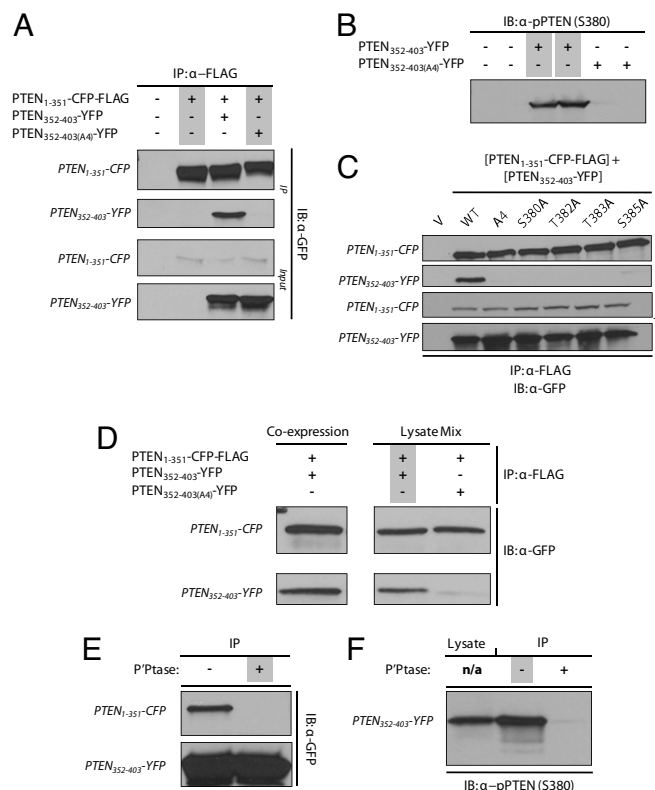 A
IP:α–FLAG
PTEN1-351-CFP-FLAG - + + +
PTEN352-403-YFP - - + -
PTEN352-403(A4)-YFP - - - +
PTEN1-351-CFP
PTEN352-403-YFP
IP
PTEN1-351-CFP
PTEN352-403-YFP
Input
IB:α-GFP
B
IB:α-pPTEN (S380)
PTEN352-403-YFP - - + + - -
PTEN352-403(A4)-YFP - - - - + +
C
[PTEN1-351-CFP-FLAG] +
[PTEN352-403-YFP]
V WT A4 S380A T382A T383A S385A
PTEN1-351-CFP
PTEN352-403-YFP
PTEN1-351-CFP
PTEN352-403-YFP
IP:α-FLAG
IB:α-GFP
D
Co-expression Lysate Mix
PTEN1-351-CFP-FLAG + + +
PTEN352-403-YFP + + -
PTEN352-403(A4)-YFP - - +
IP:α-FLAG
PTEN1-351-CFP
PTEN352-403-YFP
IB:α-GFP
E
IP
P'Ptase: - +
PTEN1-351-CFP
PTEN352-403-YFP
IB:α-GFP
F
Lysate IP
P'Ptase: n/a - +
PTEN352-403-YFP
IB:α–pPTEN (S380)